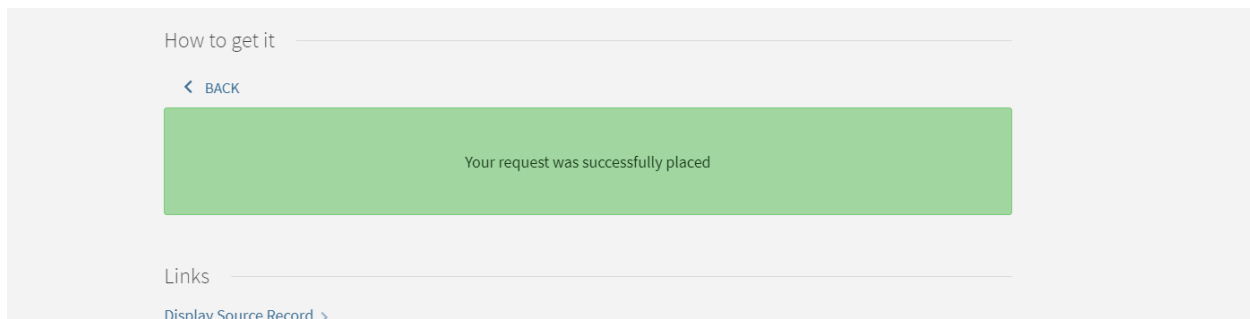 How to get it
BACK
Your request was successfully placed
Links
Display Source Record